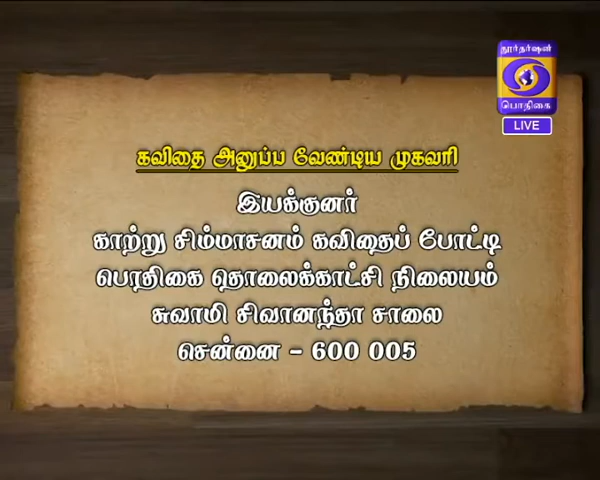 தூர்தர்ஷன்
பொதிகை
LIVE
கவிதை அனுப்ப வேண்டிய முகவரி
இயக்குனர்
காற்று சிம்மாசனம் கவிதைப் போட்டி
பொதிகை தொலைக்காட்சி நிலையம்
சுவாமி சிவானந்தா சாலை
சென்னை – 600 005